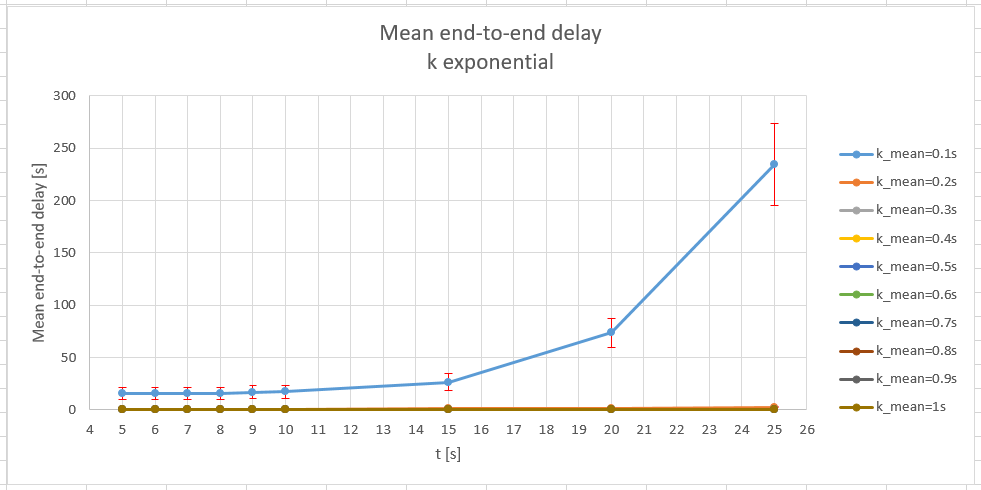 Mean end-to-end delay
k exponential
300
250
200
150
100
50
0
Mean end-to-end delay [s]
4 5 6 7 8 9 10 11 12 13 14 15 16 17 18 19 20 21 22 23 24 25 26
t [s]
k_mean=0.1s
k_mean=0.2s
k_mean=0.3s
k_mean=0.4s
k_mean=0.5s
k_mean=0.6s
k_mean=0.7s
k_mean=0.8s
k_mean=0.9s
k_mean=1s